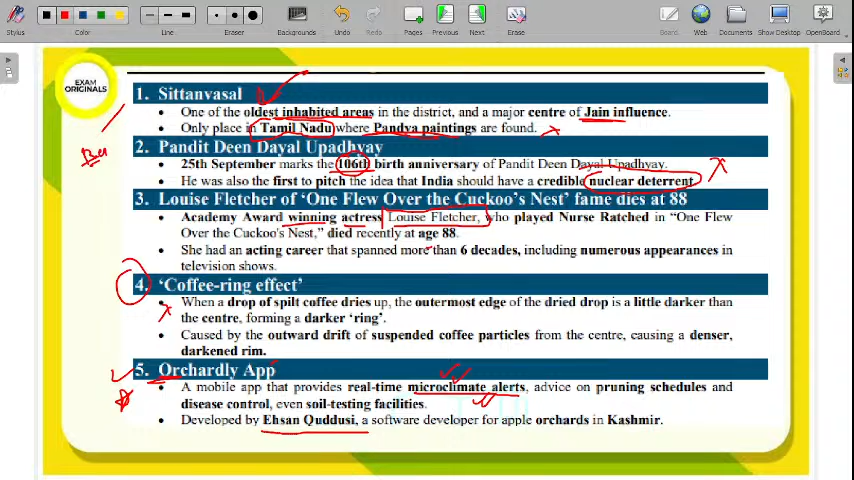 Stylus
Color
Line
Eraser
Backgrounds
Undo
Redo
Pages
Previous
Next
Erase
Board
Web
Documents
Show Desktop
OpenBoard
EXAM
ORIGINALS
1. Sittanvasal
• One of the oldest inhabited areas in the district, and a major centre of Jain influence.
• Only place in Tamil Nadu where Pandya paintings are found.
2. Pandit Deen Dayal Upadhyay
• 25th September marks the 106th birth anniversary of Pandit Deen Dayal Upadhyay.
• He was also the first to pitch the idea that India should have a credible nuclear deterrent
3. Louise Fletcher of ‘One Flew Over the Cuckoo’s Nest’ fame dies at 88
• Academy Award winning actress Louise Fletcher, who played Nurse Ratched in “One Flew
Over the Cuckoo's Nest,” died recently at age 88.
• She had an acting career that spanned more than 6 decades, including numerous appearances in
television shows.
4. ‘Coffee-ring effect’
• When a drop of spilt coffee dries up, the outermost edge of the dried drop is a little darker than
the centre, forming a darker ‘ring’.
• Caused by the outward drift of suspended coffee particles from the centre, causing a denser,
darkened rim.
5. Orchardly App
• A mobile app that provides real-time microclimate alerts, advice on pruning schedules and
disease control, even soil-testing facilities.
• Developed by Ehsan Quddusi, a software developer for apple orchards in Kashmir.